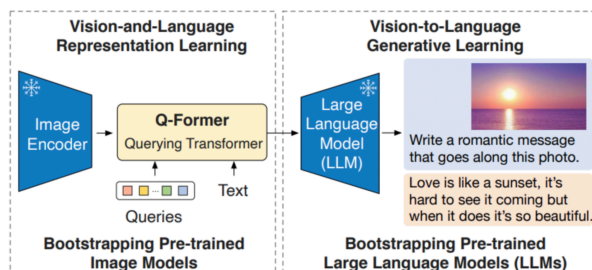 Vision-and-Language
Representation Learning
Vision-to-Language
Generative Learning
Image
Encoder
Q-Former
Querying Transformer
Queries
Text
Large
Language
Model
(LLM)
Write a romantic message
that goes along this photo.
Love is like a sunset, it's
hard to see it coming but
when it does it's so beautiful.
Bootstrapping Pre-trained
Image Models
Bootstrapping Pre-trained
Large Language Models (LLMs)